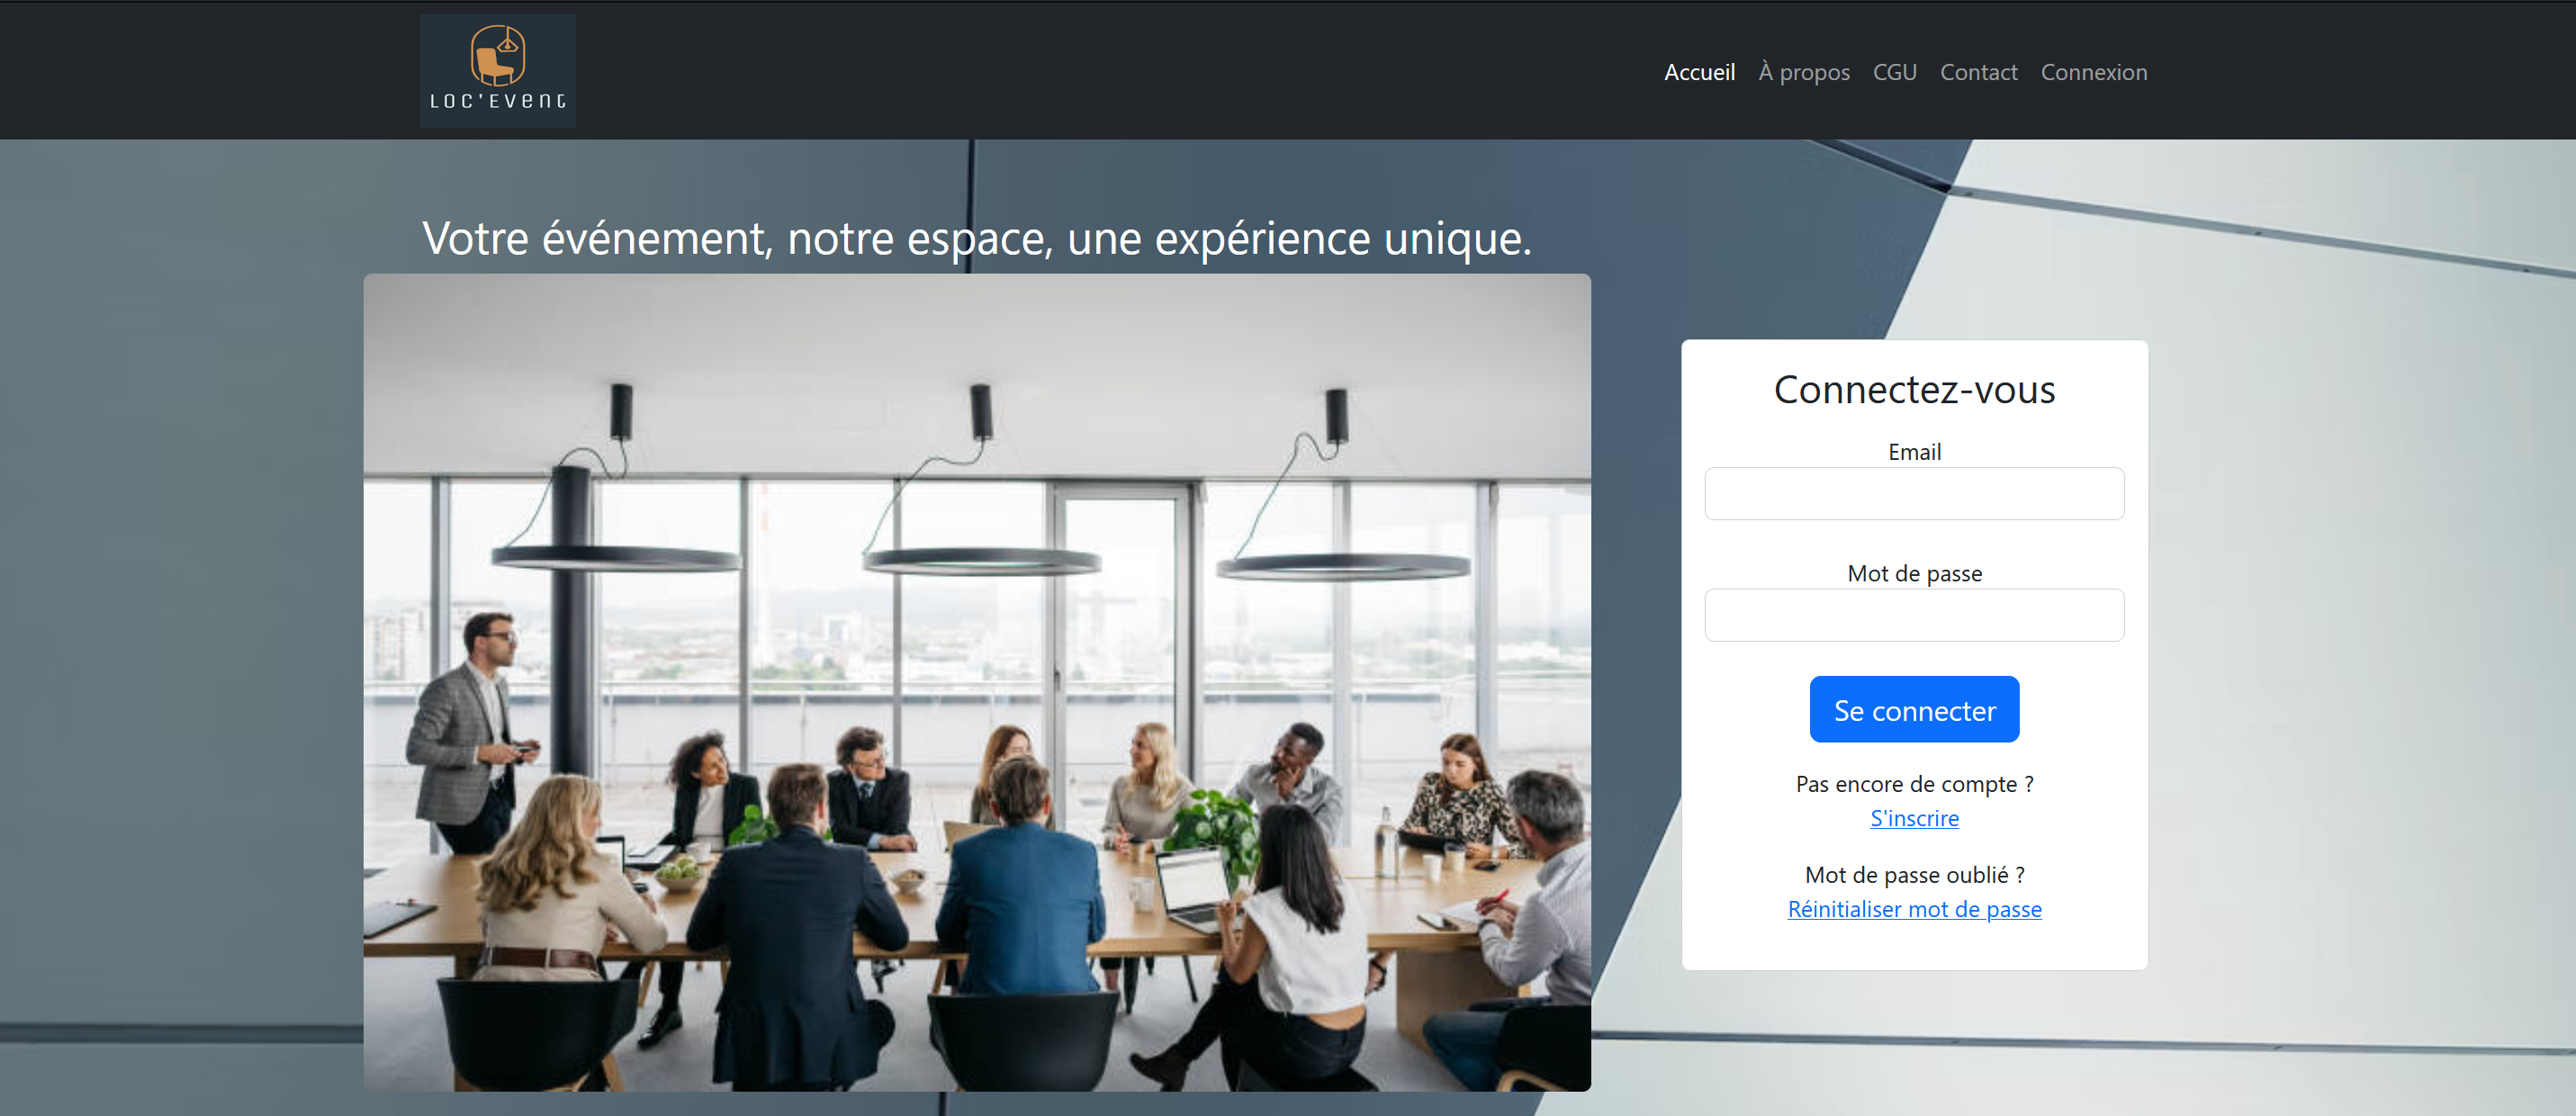 LOC'EVENT
Accueil À propos CGU Contact Connexion
Votre événement, notre espace, une expérience unique.
Connectez-vous
Email
Mot de passe
Se connecter
Pas encore de compte ?
S'inscrire
Mot de passe oublié ?
Réinitialiser mot de passe